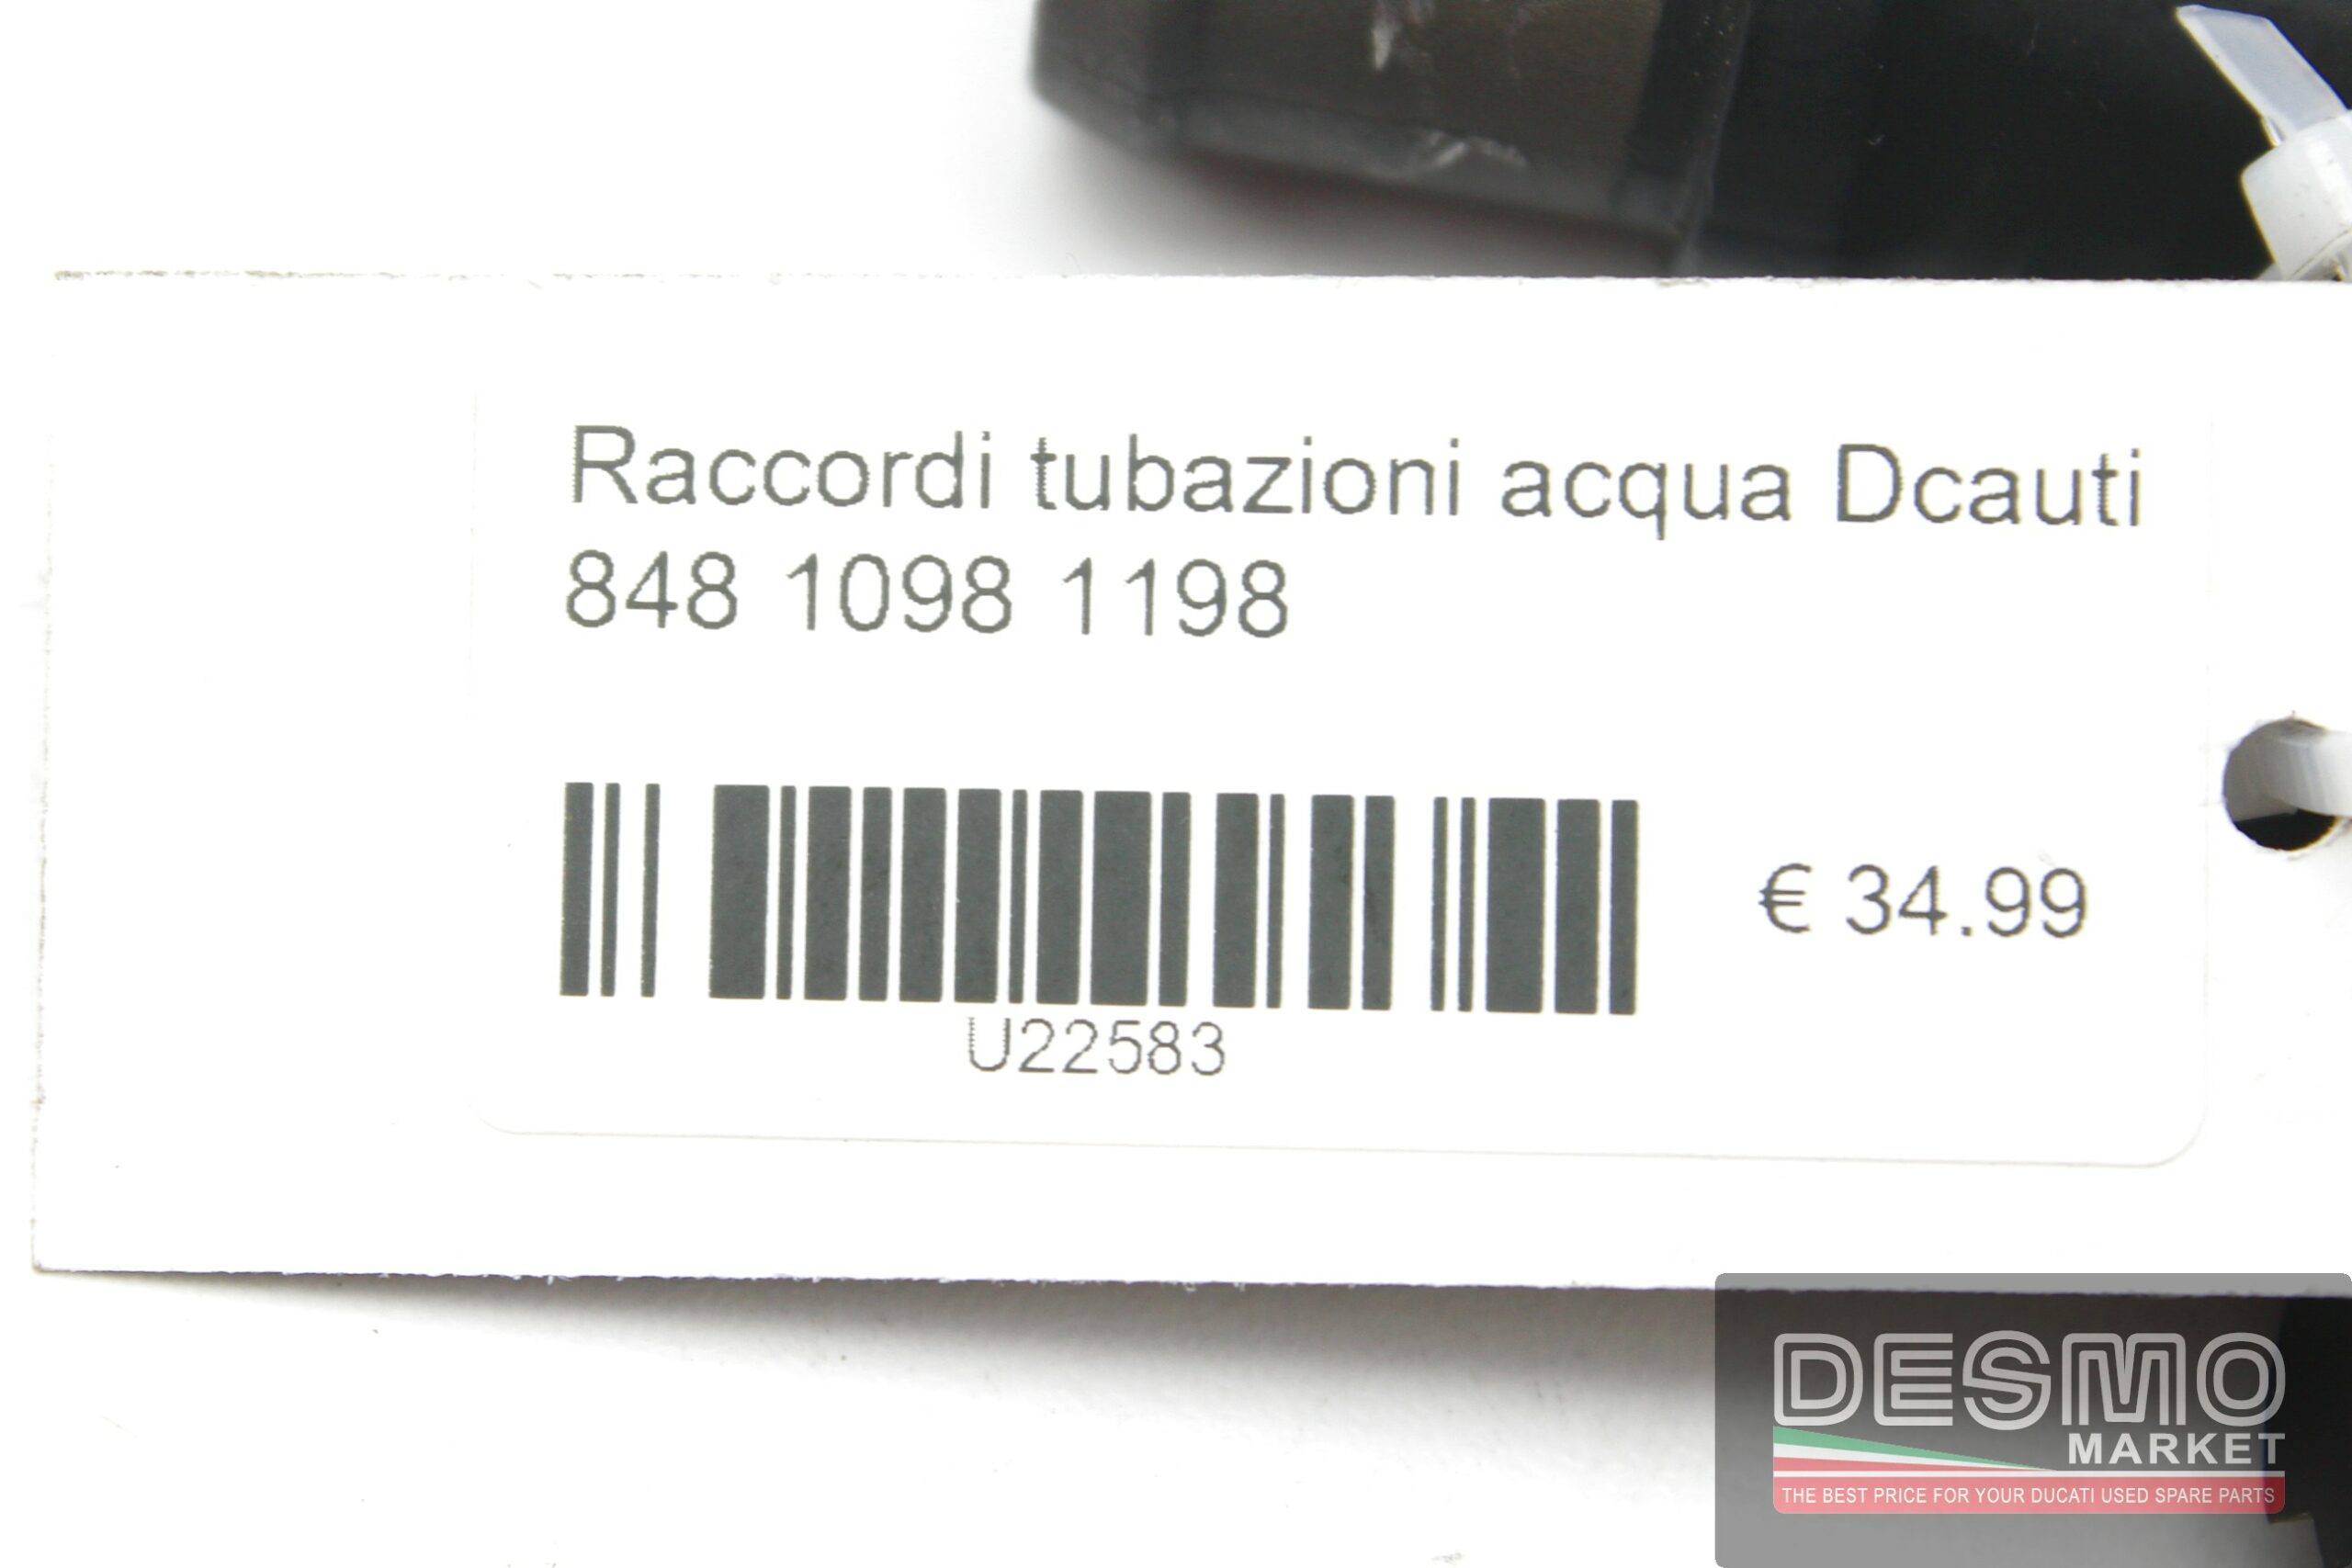 Raccordi tubazioni acqua Dcauti
848 1098 1198
€ 34.99
U22583
DESMO
MARKET
THE BEST PRICE FOR YOUR DUCATI USED SPARE PARTS